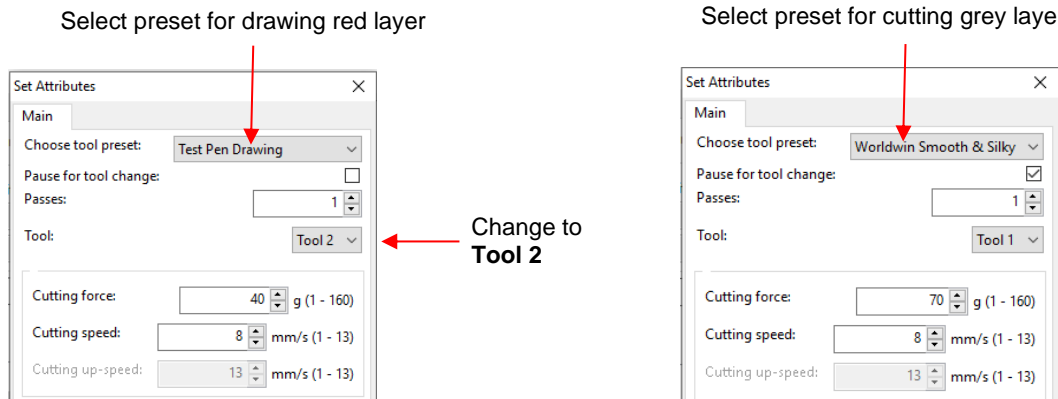 Select preset for drawing red layer
Set Attributes
Main
Choose tool preset: Test Pen Drawing
Pause for tool change:
Passes: 1
Tool: Tool 2
Change to
Tool 2
Cutting force: 40 g (1 - 160)
Cutting speed: 8 mm/s (1 - 13)
Cutting up-speed: 13 mm/s (1 - 13)
Select preset for cutting grey laye
Set Attributes
Main
Choose tool preset: Worldwin Smooth & Silky
Pause for tool change:
Passes: 1
Tool: Tool 1
Cutting force: 70 g (1 - 160)
Cutting speed: 8 mm/s (1 - 13)
Cutting up-speed: 13 mm/s (1 - 13)